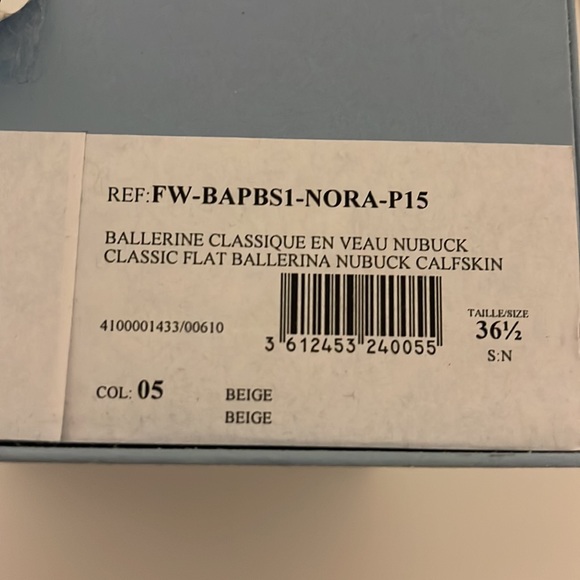 REF:FW-BAPBS1-NORA-P15
BALLERINE CLASSIQUE EN VEAU NUBUCK
CLASSIC FLAT BALLERINA NUBUCK CALFSKIN
4100001433/00610
3 612453 240055
TAILLE/SIZE
36½
S:N
COL: 05 BEIGE
BEIGE